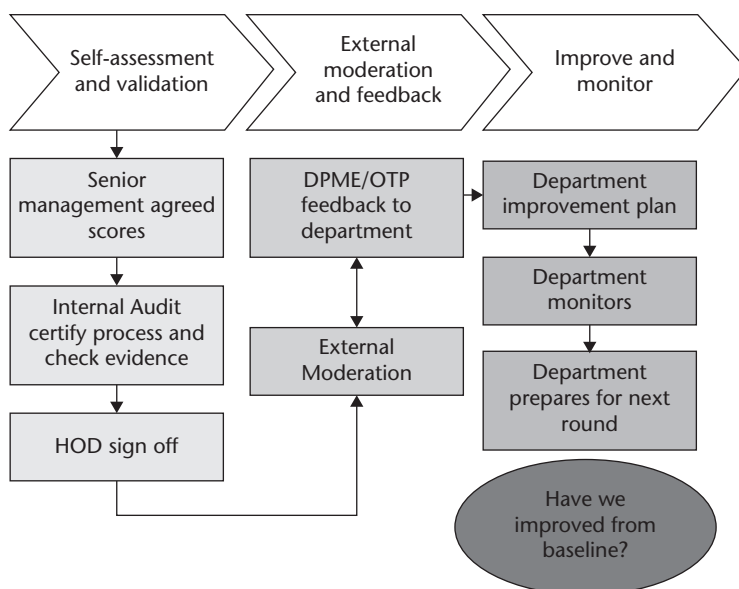 Self-assessment
and validation
External
moderation
and feedback
Improve and
monitor
Senior
management agreed
scores
Internal Audit
certify process and
check evidence
HOD sign off
DPME/OTP
feedback to
department
External
Moderation
Department
improvement plan
Department
monitors
Department
prepares for next
round
Have we
improved from
baseline?